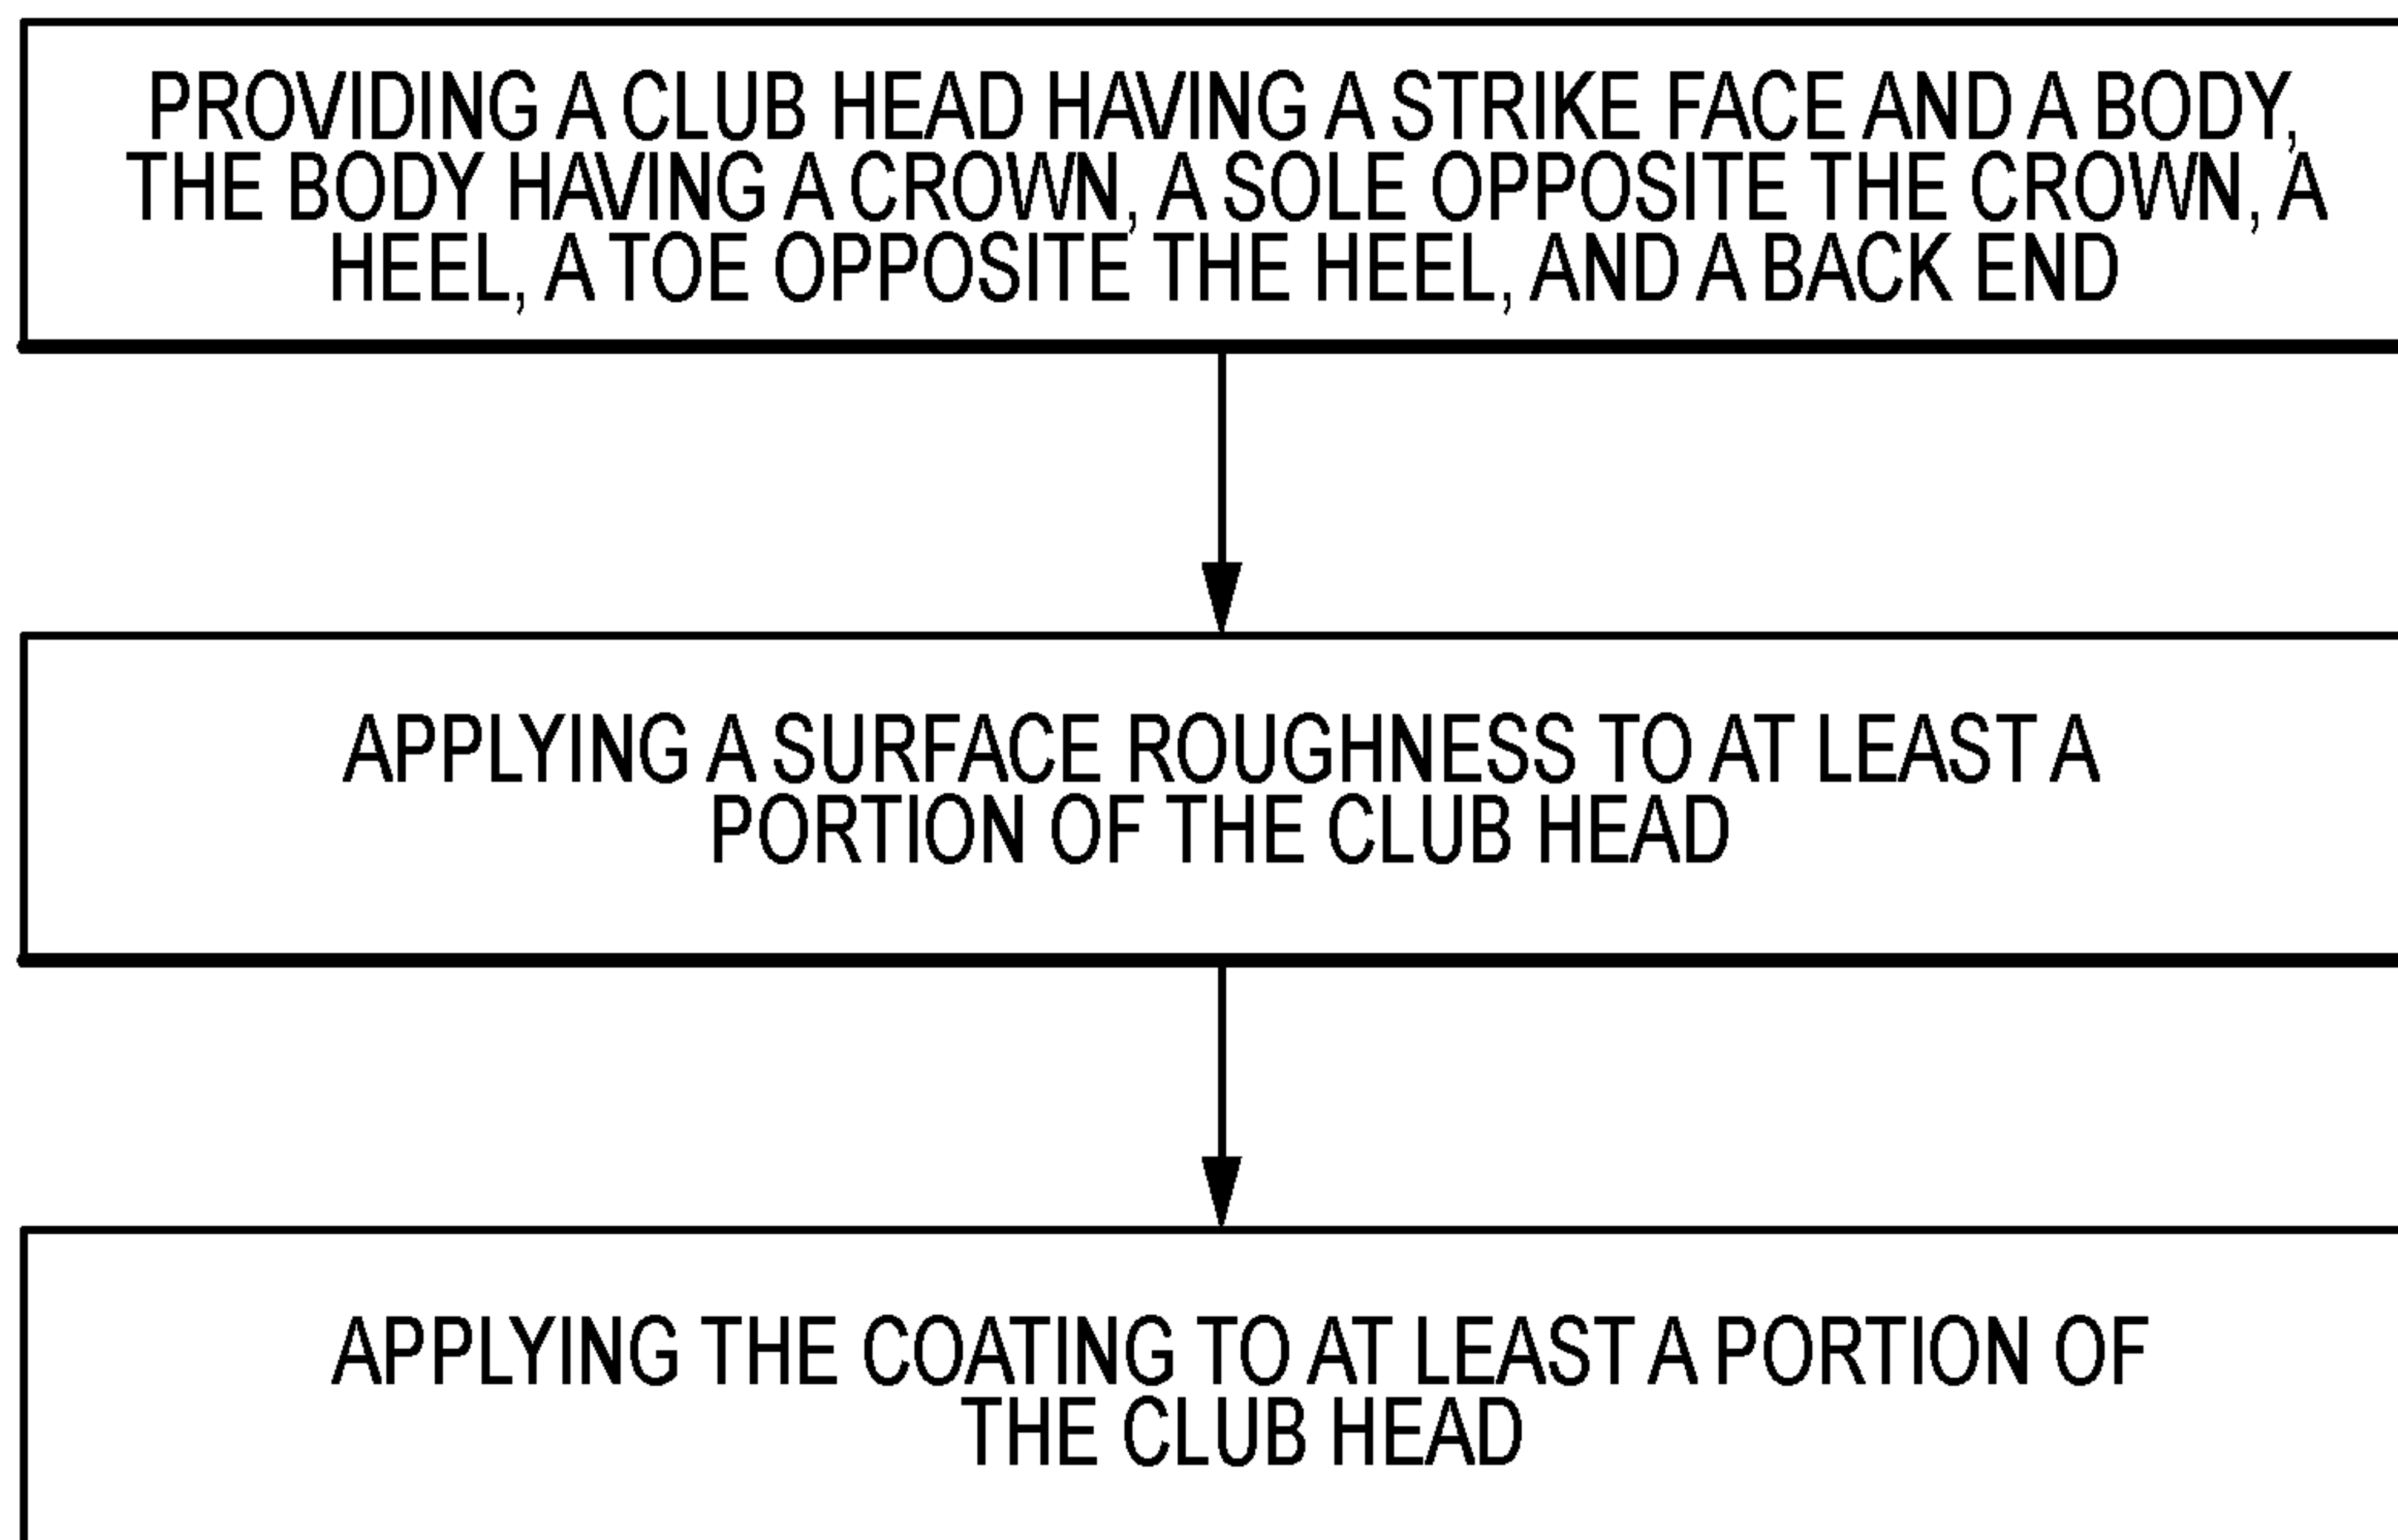 PROVIDING A CLUB HEAD HAVING A STRIKE FACE AND A BODY,
THE BODY HAVING A CROWN, A SOLE OPPOSITE THE CROWN, A
HEEL, A TOE OPPOSITE THE HEEL, AND A BACK END
APPLYING A SURFACE ROUGHNESS TO AT LEAST A
PORTION OF THE CLUB HEAD
APPLYING THE COATING TO AT LEAST A PORTION OF
THE CLUB HEAD